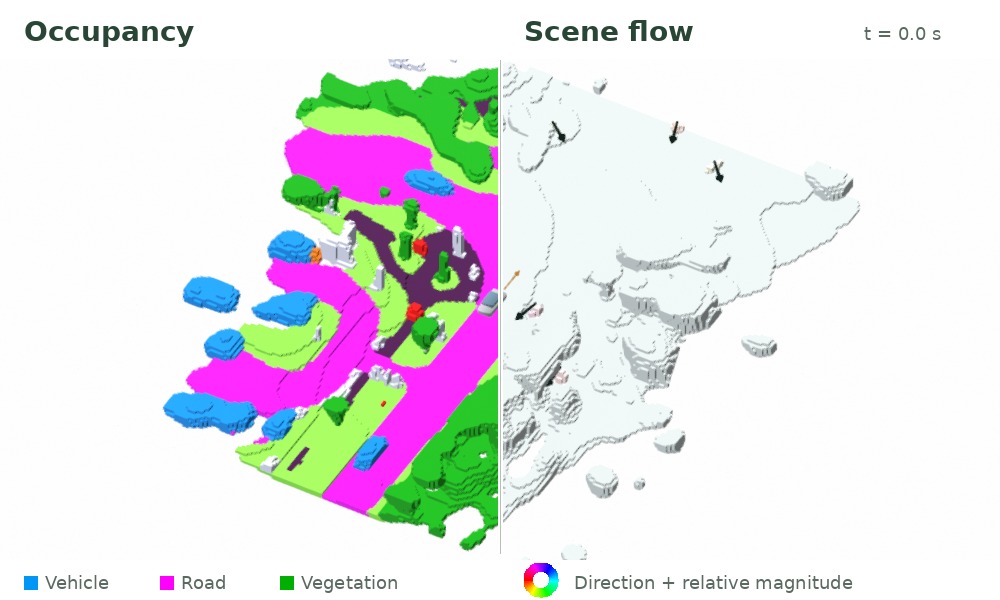 Occupancy
Scene flow
t = 0.0 s
Vehicle
Road
Vegetation
Direction + relative magnitude